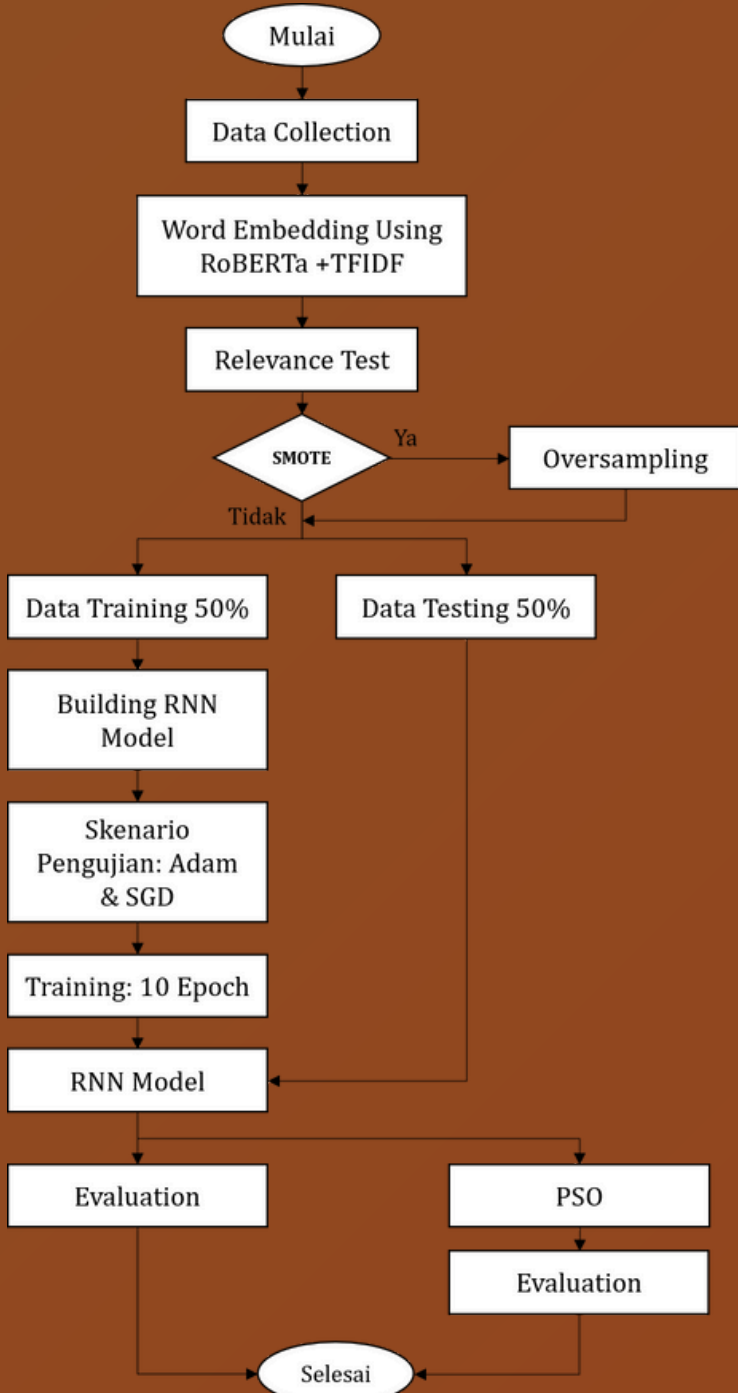 Mulai
Data Collection
Word Embedding Using
RoBERTa +TFIDF
Relevance Test
SMOTE
Ya
Oversampling
Tidak
Data Training 50%
Data Testing 50%
Building RNN
Model
Skenario
Pengujian: Adam
& SGD
Training: 10 Epoch
RNN Model
Evaluation
PSO
Evaluation
Selesai